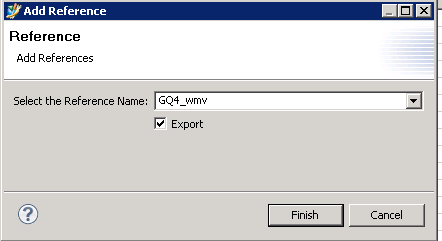 Add Reference
Reference
Add References
Select the Reference Name: GQ4_wmv
Export
?
Finish Cancel